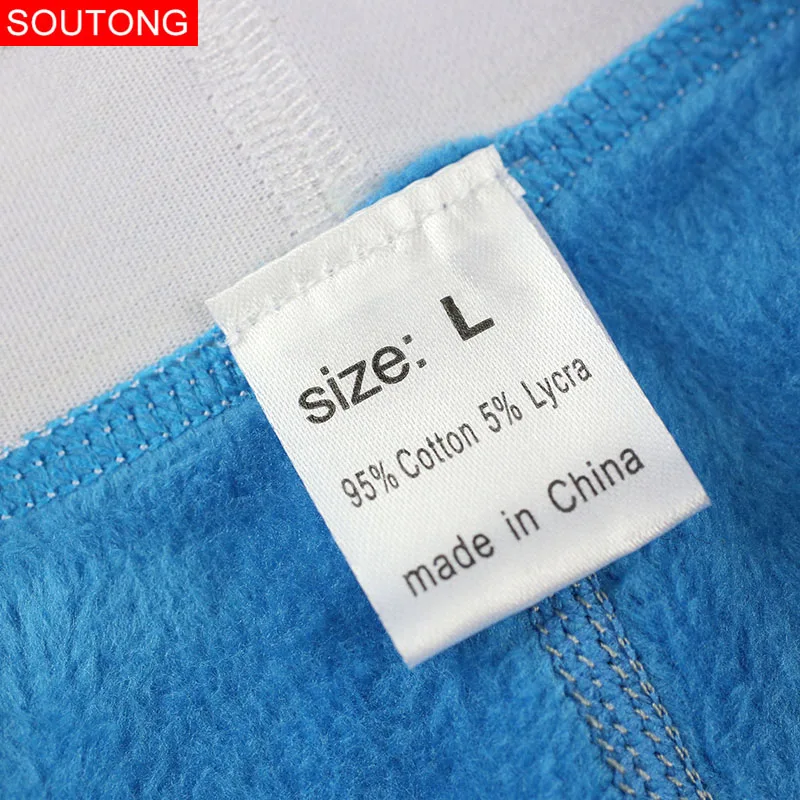 SOUTONG
size: L
95% Cotton 5% Lycra
made in China